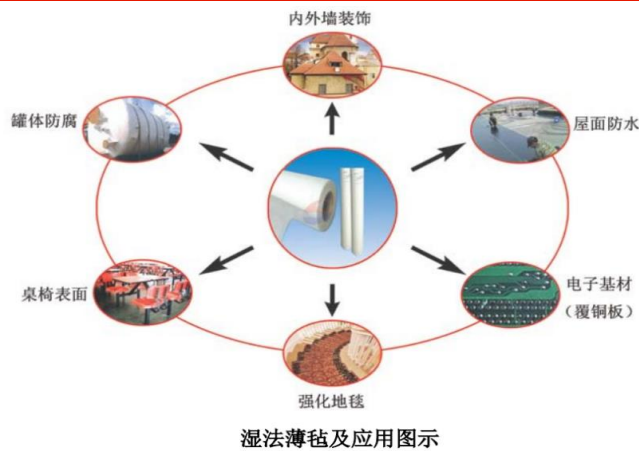 内外墙装饰
罐体防腐
屋面防水
桌椅表面
电子基材
（覆铜板）
强化地毯
湿法薄毡及应用图示